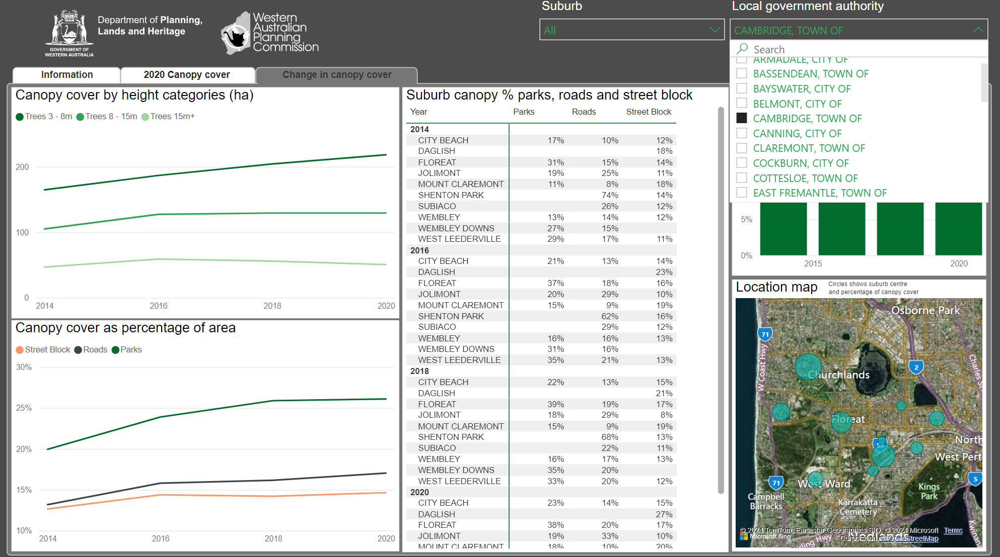 Department of Planning,
Lands and Heritage
GOVERNMENT OF
WESTERN AUSTRALIA
Western
Australian
Planning
Commission
Suburb
All
Local government authority
CAMBRIDGE, TOWN OF
Search
ARMADALE, CITY OF
BASSENDEAN, TOWN OF
BAYSWATER, CITY OF
BELMONT, CITY OF
CAMBRIDGE, TOWN OF
CANNING, CITY OF
CLAREMONT, TOWN OF
COCKBURN, CITY OF
COTTESLOE, TOWN OF
EAST FREMANTLE, TOWN OF
Information
2020 Canopy cover
Change in canopy cover
Canopy cover by height categories (ha)
Trees 3 - 8m Trees 8 - 15m Trees 15m+
200
100
0
2014 2016 2018 2020
Canopy cover as percentage of area
Street Block Roads Parks
30%
25%
20%
15%
10%
2014 2016 2018 2020
Suburb canopy % parks, roads and street block
Year Parks Roads Street Block
2014
CITY BEACH 17% 10% 12%
DAGLISH 18%
FLOREAT 31% 15% 14%
JOLIMONT 19% 25% 11%
MOUNT CLAREMONT 11% 8% 18%
SHENTON PARK 74% 14%
SUBIACO 26% 12%
WEMBLEY 13% 14% 12%
WEMBLEY DOWNS 27% 15%
WEST LEEDERVILLE 29% 17% 11%
2016
CITY BEACH 21% 13% 14%
DAGLISH 23%
FLOREAT 37% 18% 16%
JOLIMONT 20% 29% 10%
MOUNT CLAREMONT 15% 9% 19%
SHENTON PARK 62% 16%
SUBIACO 29% 12%
WEMBLEY 16% 16% 13%
WEMBLEY DOWNS 31% 16%
WEST LEEDERVILLE 35% 21% 13%
2018
CITY BEACH 22% 13% 15%
DAGLISH 21%
FLOREAT 39% 19% 17%
JOLIMONT 18% 29% 8%
MOUNT CLAREMONT 15% 9% 19%
SHENTON PARK 68% 13%
SUBIACO 22% 11%
WEMBLEY 16% 17% 13%
WEMBLEY DOWNS 35% 20%
WEST LEEDERVILLE 33% 20% 12%
2020
CITY BEACH 23% 14% 15%
DAGLISH 27%
FLOREAT 38% 20% 17%
JOLIMONT 19% 33% 10%
MOUNT CLAREMONT 18% 10% 20%
5%
0%
2015 2020
Location map
Circles shows suburb centre
and percentage of canopy cover
Osborne Park
71
W Coast Hwy
Charles S
2
Churchlands
Floreat
North
West Pert
71
West Ward
5
Kings
Park
Campbell
Barracks
Karrakatta
Cemetery
Kwinana
Nedlands
irling Hwy
© 2024 TomTom, Earthstar Geographics SIO, © 2024 Microsoft Terms
Corporation, © OpenStreetMap
Microsoft Bing